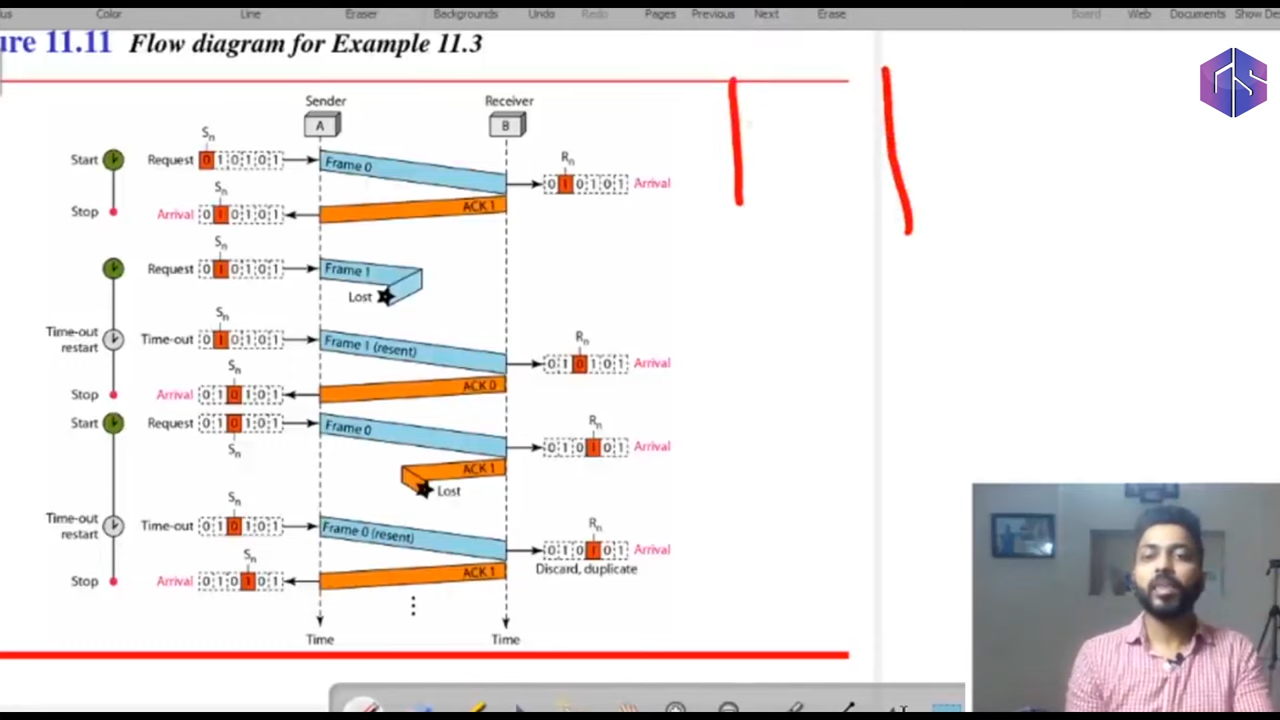 Color Line Eraser Backgrounds Undo Redo Pages Previous Next Erase Board Web Documents Show
11.11 Flow diagram for Example 11.3
Sender Receiver
A B
Sn
Start Request 0 1 0 1 0 1 Frame 0
Rn
0 1 0 1 0 1 Arrival
Sn
Stop Arrival 0 1 0 1 0 1 ACK 1
Sn
Request 0 1 0 1 0 1 Frame 1
Lost
Sn
Time-out
restart
Time-out 0 1 0 1 0 1 Frame 1 (resent)
Rn
0 1 0 1 0 1 Arrival
Stop Arrival 0 1 0 1 0 1 ACK 0
Start Request 0 1 0 1 0 1 Frame 0
Sn
Rn
0 1 0 1 0 1 Arrival
ACK 1
Lost
Sn
Time-out
restart
Time-out 0 1 0 1 0 1 Frame 0 (resent)
Rn
0 1 0 1 0 1 Arrival
Discard, duplicate
Sn
Stop Arrival 0 1 0 1 0 1 ACK 1
Time Time